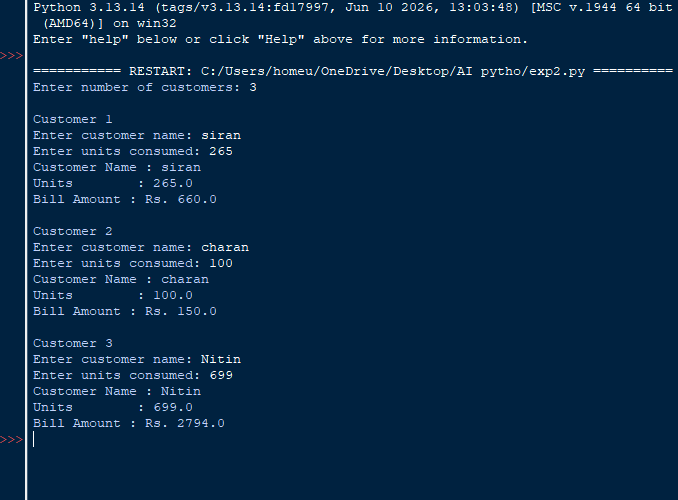 Python 3.13.14 (tags/v3.13.14:fd17997, Jun 10 2026, 13:03:48) [MSC v.1944 64 bit
(AMD64)] on win32
Enter "help" below or click "Help" above for more information.
>>>
=========== RESTART: C:/Users/homeu/OneDrive/Desktop/AI pytho/exp2.py ==========
Enter number of customers: 3
Customer 1
Enter customer name: siran
Enter units consumed: 265
Customer Name : siran
Units        : 265.0
Bill Amount : Rs. 660.0
Customer 2
Enter customer name: charan
Enter units consumed: 100
Customer Name : charan
Units        : 100.0
Bill Amount : Rs. 150.0
Customer 3
Enter customer name: Nitin
Enter units consumed: 699
Customer Name : Nitin
Units        : 699.0
Bill Amount : Rs. 2794.0
>>>